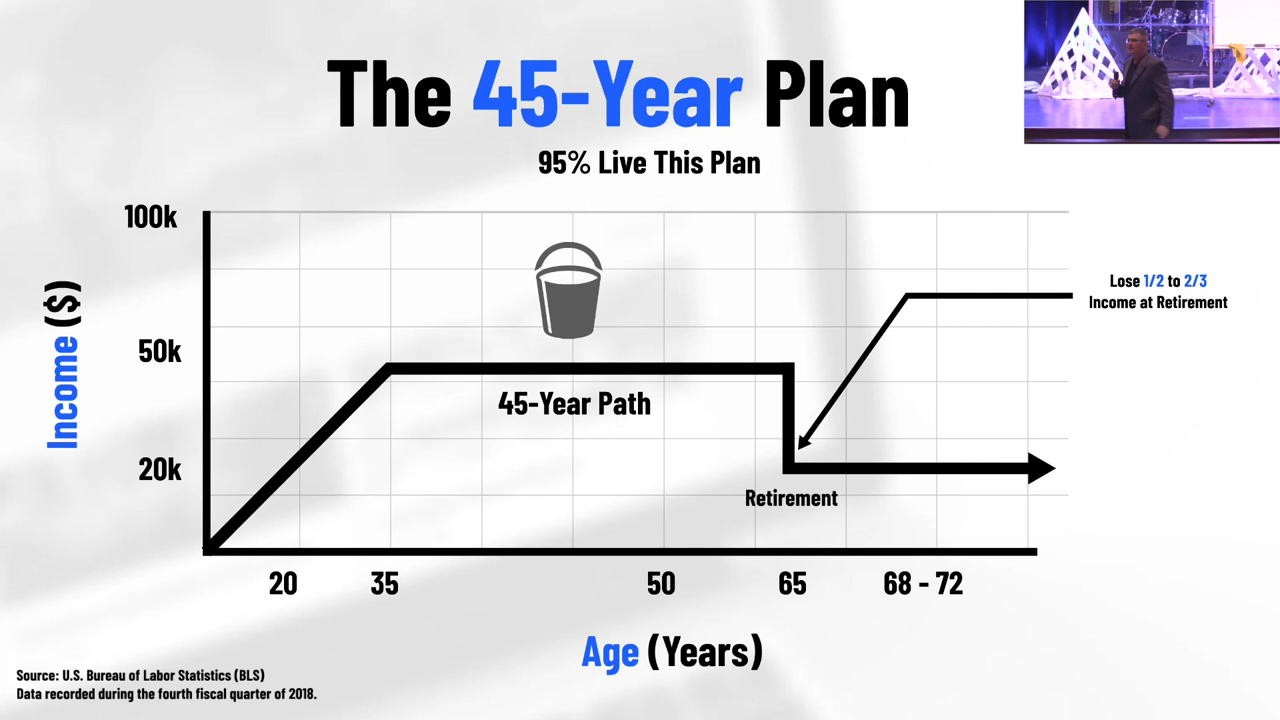 The 45-Year Plan
95% Live This Plan
100k
50k
20k
Income ($)
45-Year Path
Lose 1/2 to 2/3
Income at Retirement
Retirement
20 35 50 65 68 - 72
Age (Years)
Source: U.S. Bureau of Labor Statistics (BLS)
Data recorded during the fourth fiscal quarter of 2018.